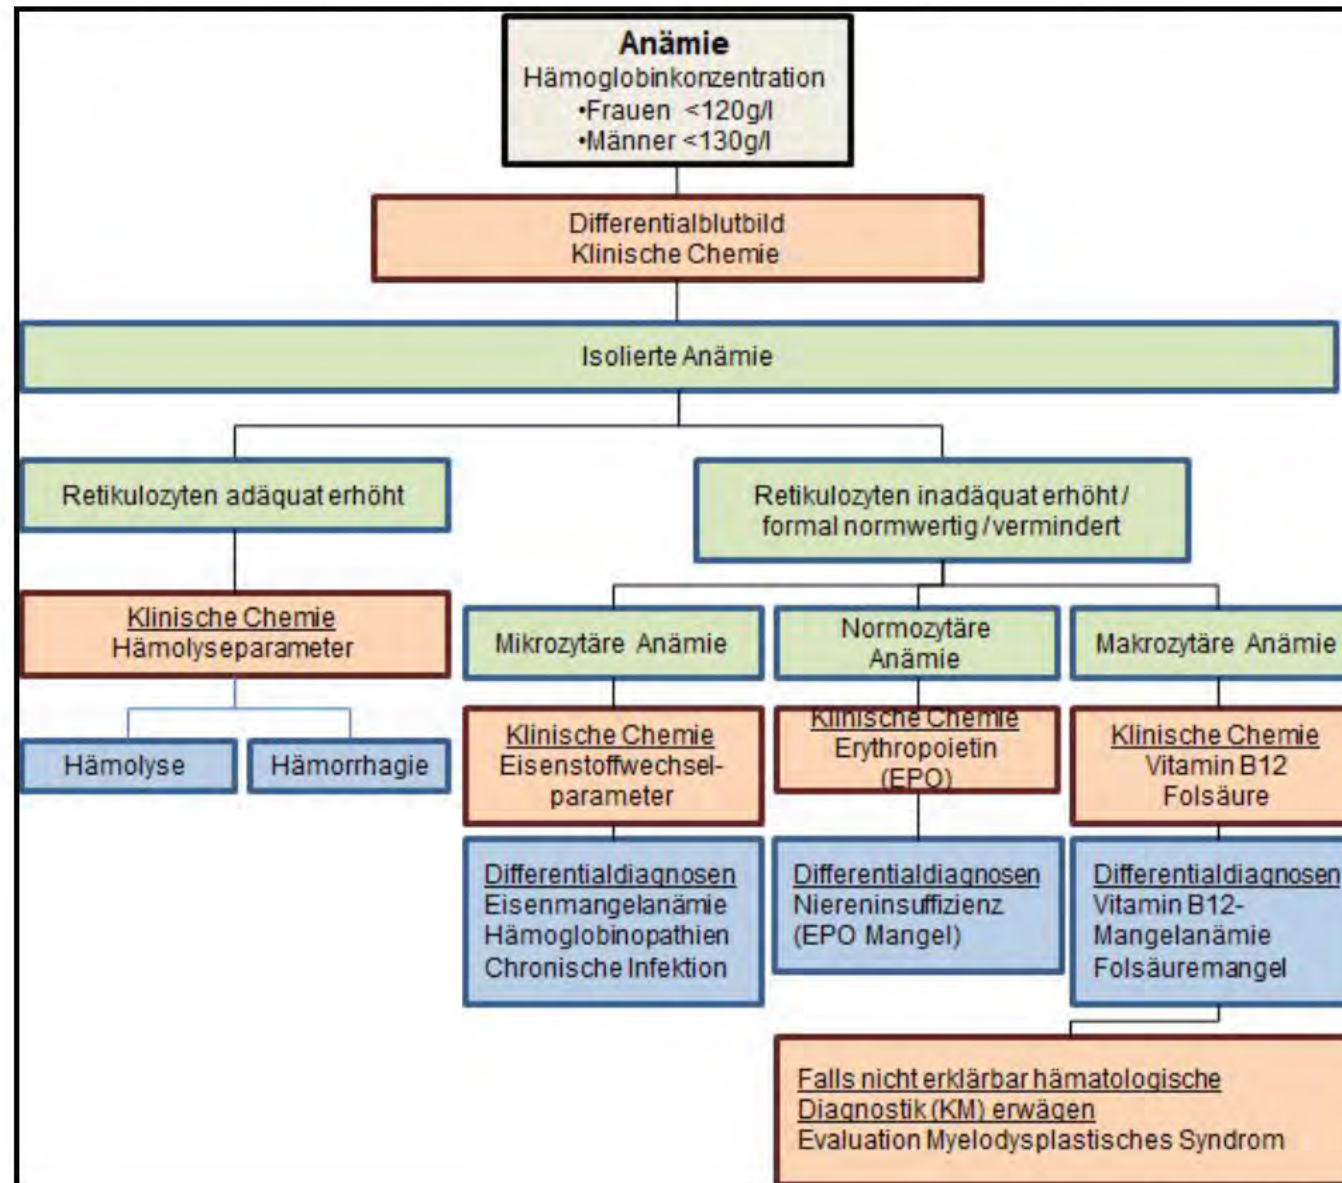 Anämie
Hämoglobinkonzentration
•Frauen <120g/l
•Männer <130g/l
Differentialblutbild
Klinische Chemie
Isolierte Anämie
Retikulozyten adäquat erhöht
Retikulozyten inadäquat erhöht /
formal normwertig / vermindert
Klinische Chemie
Hämolyseparameter
Hämolyse
Hämorrhagie
Mikrozytäre Anämie
Normozytäre
Anämie
Makrozytäre Anämie
Klinische Chemie
Eisenstoffwechsel-
parameter
Klinische Chemie
Erythropoietin
(EPO)
Klinische Chemie
Vitamin B12
Folsäure
Differentialdiagnosen
Eisenmangelanämie
Hämoglobinopathien
Chronische Infektion
Differentialdiagnosen
Niereninsuffizienz
(EPO Mangel)
Differentialdiagnosen
Vitamin B12-
Mangelanämie
Folsäuremangel
Falls nicht erklärbar hämatologische
Diagnostik (KM) erwägen
Evaluation Myelodysplastisches Syndrom